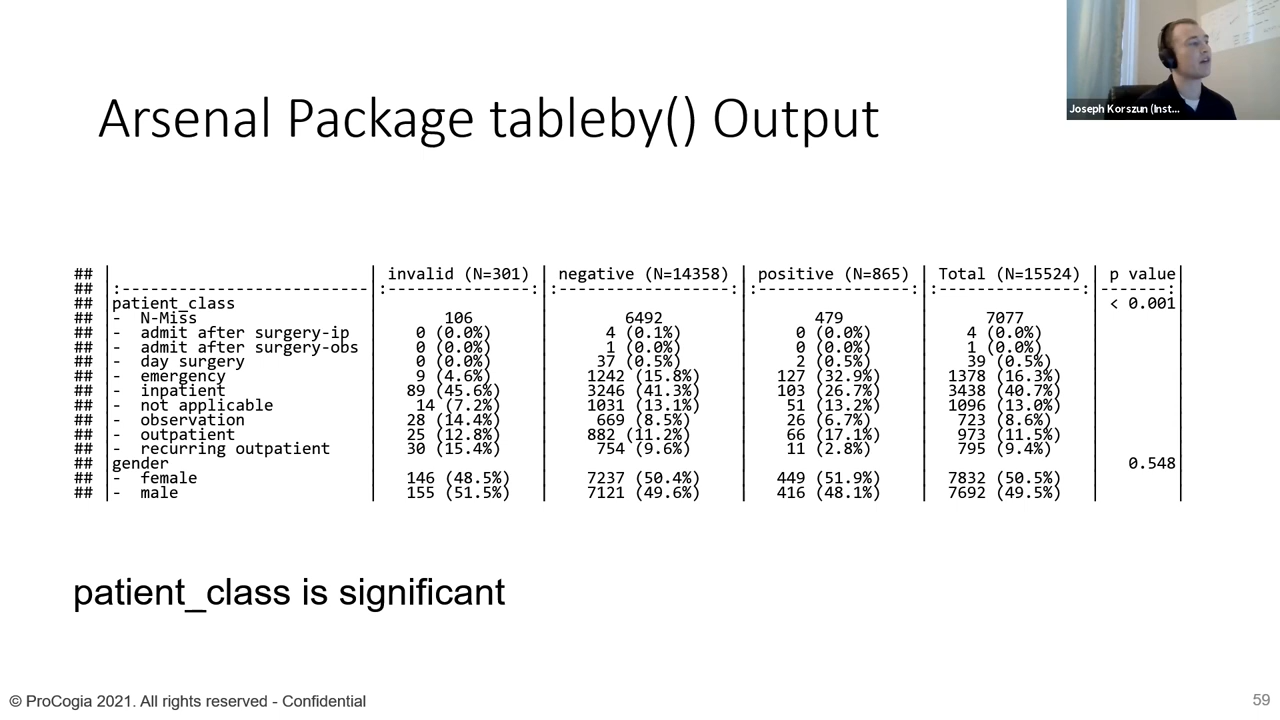 Joseph Korszun (Inst...
Arsenal Package tableby() Output
## | | invalid (N=301) | negative (N=14358) | positive (N=865) | Total (N=15524) | p value|
## |:--------------------------|:---------------:|:------------------:|:----------------:|:---------------:|-------:|
## |patient_class | | | | | < 0.001|
## |- N-Miss | 106 | 6492 | 479 | 7077 | |
## |- admit after surgery-ip | 0 (0.0%) | 4 (0.1%) | 0 (0.0%) | 4 (0.0%) | |
## |- admit after surgery-obs | 0 (0.0%) | 1 (0.0%) | 0 (0.0%) | 1 (0.0%) | |
## |- day surgery | 0 (0.0%) | 37 (0.5%) | 2 (0.5%) | 39 (0.5%) | |
## |- emergency | 9 (4.6%) | 1242 (15.8%) | 127 (32.9%) | 1378 (16.3%) | |
## |- inpatient | 89 (45.6%) | 3246 (41.3%) | 103 (26.7%) | 3438 (40.7%) | |
## |- not applicable | 14 (7.2%) | 1031 (13.1%) | 51 (13.2%) | 1096 (13.0%) | |
## |- observation | 28 (14.4%) | 669 (8.5%) | 26 (6.7%) | 723 (8.6%) | |
## |- outpatient | 25 (12.8%) | 882 (11.2%) | 66 (17.1%) | 973 (11.5%) | |
## |- recurring outpatient | 30 (15.4%) | 754 (9.6%) | 11 (2.8%) | 795 (9.4%) | |
## |gender | | | | | 0.548|
## |- female | 146 (48.5%) | 7237 (50.4%) | 449 (51.9%) | 7832 (50.5%) | |
## |- male | 155 (51.5%) | 7121 (49.6%) | 416 (48.1%) | 7692 (49.5%) | |
patient_class is significant
© ProCogia 2021. All rights reserved - Confidential
59